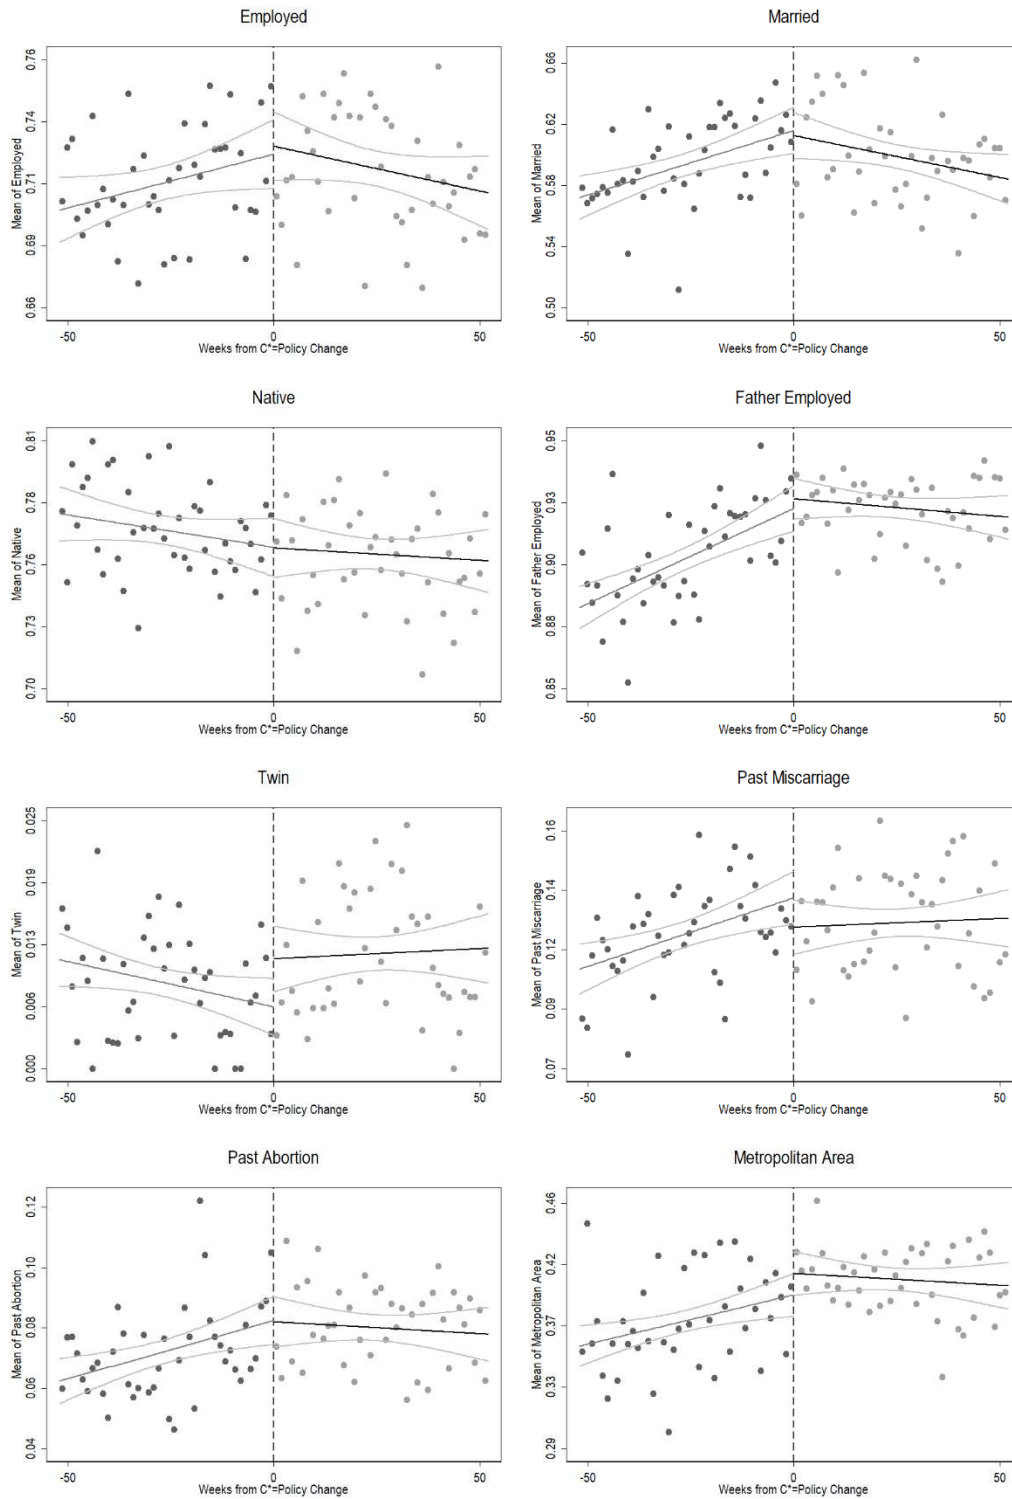 Employed
Mean of Employed
0.76
0.74
0.71
0.69
0.66
-50 0 50
Weeks from C*=Policy Change
Married
Mean of Married
0.66
0.62
0.58
0.54
0.50
-50 0 50
Weeks from C*=Policy Change
Native
Mean of Native
0.81
0.78
0.76
0.73
0.70
-50 0 50
Weeks from C*=Policy Change
Father Employed
Mean of Father Employed
0.95
0.93
0.90
0.88
0.85
-50 0 50
Weeks from C*=Policy Change
Twin
Mean of Twin
0.025
0.019
0.013
0.006
0.000
-50 0 50
Weeks from C*=Policy Change
Past Miscarriage
Mean of Past Miscarriage
0.16
0.14
0.12
0.09
0.07
-50 0 50
Weeks from C*=Policy Change
Past Abortion
Mean of Past Abortion
0.12
0.10
0.08
0.06
0.04
-50 0 50
Weeks from C*=Policy Change
Metropolitan Area
Mean of Metropolitan Area
0.46
0.42
0.37
0.33
0.29
-50 0 50
Weeks from C*=Policy Change